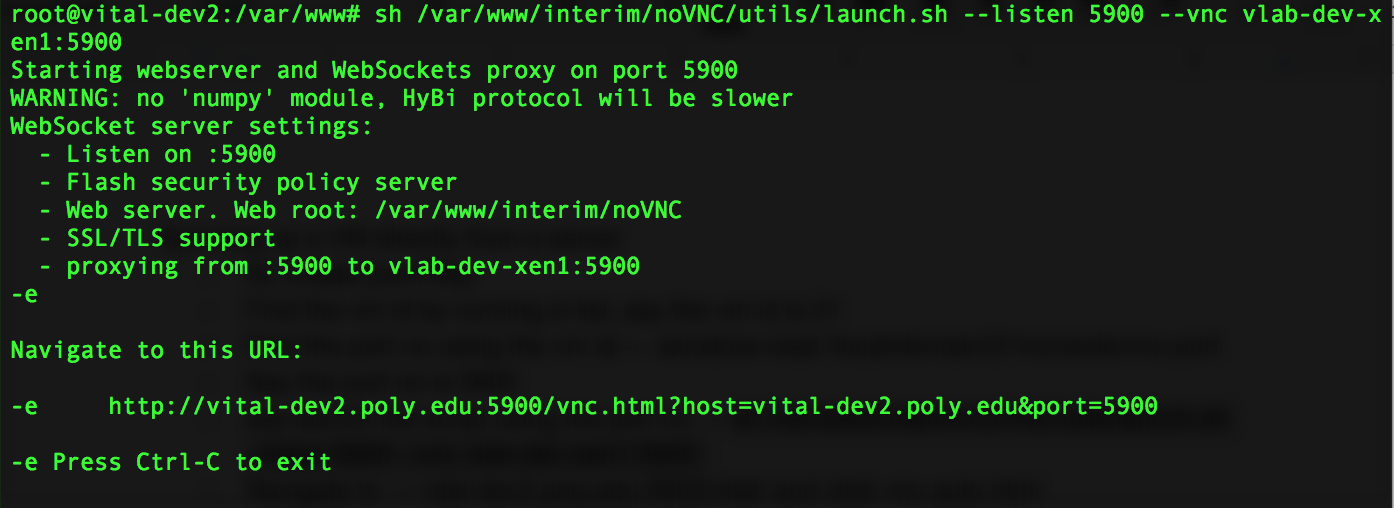 root@vital-dev2:/var/www# sh /var/www/interim/noVNC/utils/launch.sh --listen 5900 --vnc vlab-dev-x
en1:5900
Starting webserver and WebSockets proxy on port 5900
WARNING: no 'numpy' module, HyBi protocol will be slower
WebSocket server settings:
  - Listen on :5900
  - Flash security policy server
  - Web server. Web root: /var/www/interim/noVNC
  - SSL/TLS support
  - proxying from :5900 to vlab-dev-xen1:5900
-e
Navigate to this URL:
-e     http://vital-dev2.poly.edu:5900/vnc.html?host=vital-dev2.poly.edu&port=5900
-e Press Ctrl-C to exit